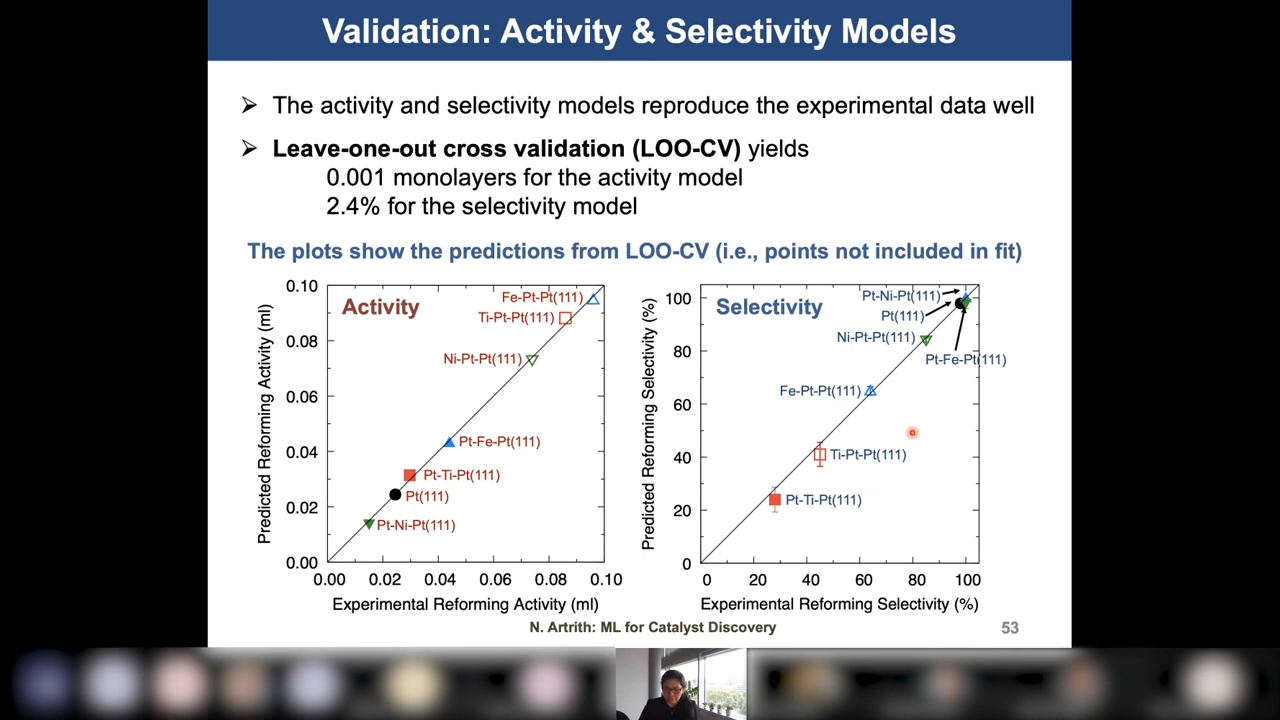 Validation: Activity & Selectivity Models
➢ The activity and selectivity models reproduce the experimental data well
➢ Leave-one-out cross validation (LOO-CV) yields
0.001 monolayers for the activity model
2.4% for the selectivity model
The plots show the predictions from LOO-CV (i.e., points not included in fit)
Predicted Reforming Activity (ml)
0.10
0.08
0.06
0.04
0.02
0.00
Activity
Fe-Pt-Pt(111)
Ti-Pt-Pt(111)
Ni-Pt-Pt(111)
Pt-Fe-Pt(111)
Pt-Ti-Pt(111)
Pt(111)
Pt-Ni-Pt(111)
0.00 0.02 0.04 0.06 0.08 0.10
Experimental Reforming Activity (ml)
Predicted Reforming Selectivity (%)
100
80
60
40
20
0
Selectivity
Pt-Ni-Pt(111)
Pt(111)
Ni-Pt-Pt(111)
Pt-Fe-Pt(111)
Fe-Pt-Pt(111)
Ti-Pt-Pt(111)
Pt-Ti-Pt(111)
0 20 40 60 80 100
Experimental Reforming Selectivity (%)
N. Artrith: ML for Catalyst Discovery
53